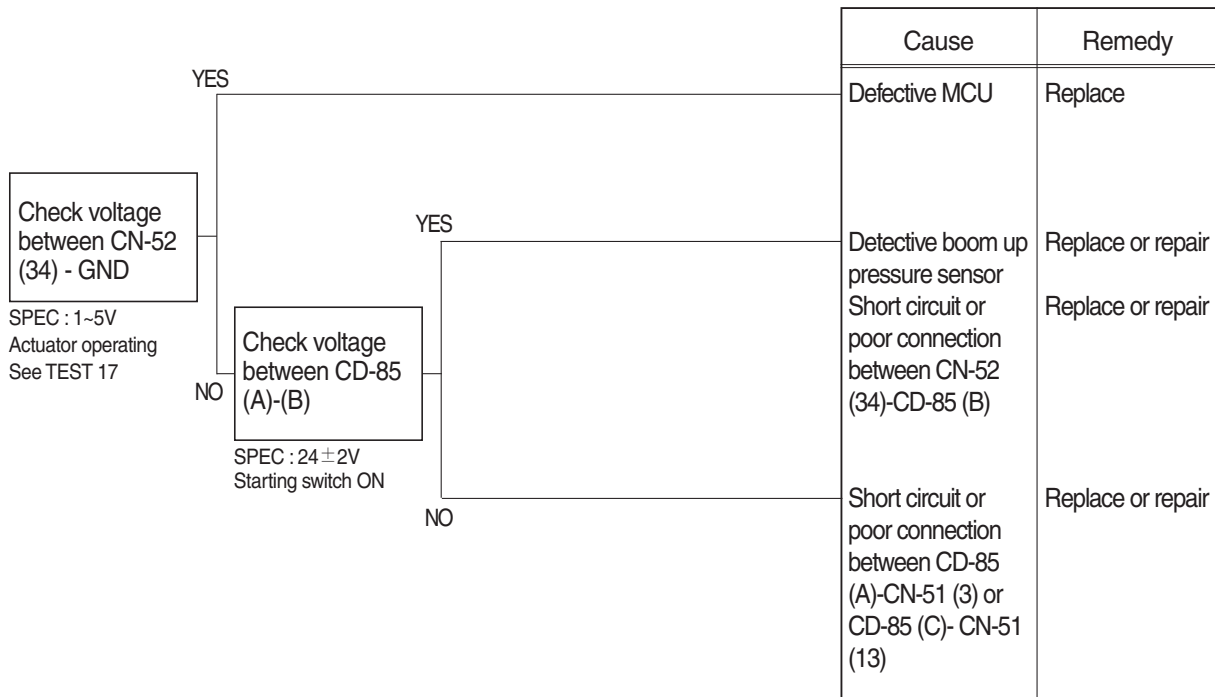 Cause Remedy
YES
Defective MCU Replace
Check voltage
between CN-52
(34) - GND
SPEC : 1~5V
Actuator operating
See TEST 17
NO
YES
Detective boom up Replace or repair
pressure sensor
Short circuit or Replace or repair
poor connection
between CN-52
(34)-CD-85 (B)
Check voltage
between CD-85
(A)-(B)
SPEC : 24±2V
Starting switch ON
NO
Short circuit or Replace or repair
poor connection
between CD-85
(A)-CN-51 (3) or
CD-85 (C)- CN-51
(13)